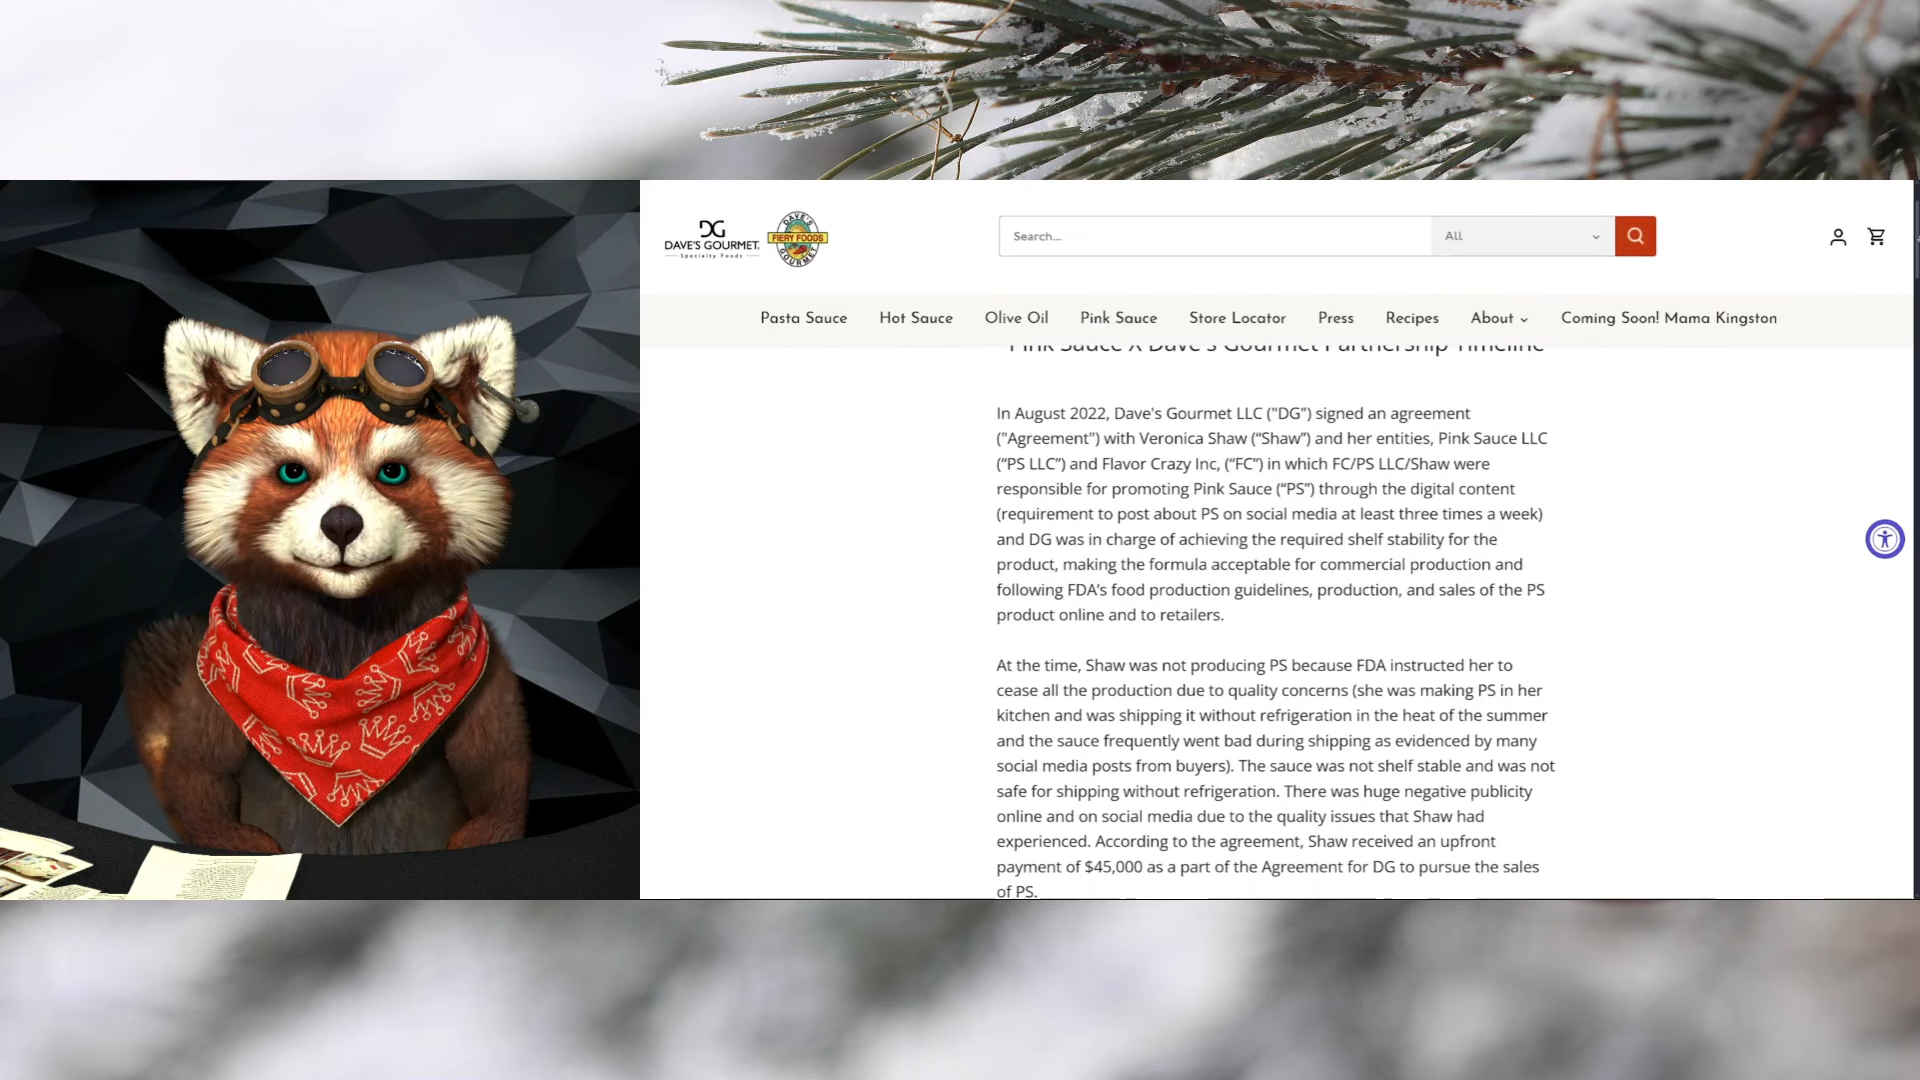 DG
DAVE'S GOURMET
Specialty Foods
DAVE'S
FIERY FOODS
GOURMET
Search...
All
Pasta Sauce
Hot Sauce
Olive Oil
Pink Sauce
Store Locator
Press
Recipes
About
Coming Soon! Mama Kingston
Pink Sauce X Dave's Gourmet Partnership Timeline
In August 2022, Dave's Gourmet LLC ("DG") signed an agreement
("Agreement") with Veronica Shaw (“Shaw”) and her entities, Pink Sauce LLC
(“PS LLC”) and Flavor Crazy Inc, (“FC”) in which FC/PS LLC/Shaw were
responsible for promoting Pink Sauce (“PS”) through the digital content
(requirement to post about PS on social media at least three times a week)
and DG was in charge of achieving the required shelf stability for the
product, making the formula acceptable for commercial production and
following FDA’s food production guidelines, production, and sales of the PS
product online and to retailers.
At the time, Shaw was not producing PS because FDA instructed her to
cease all the production due to quality concerns (she was making PS in her
kitchen and was shipping it without refrigeration in the heat of the summer
and the sauce frequently went bad during shipping as evidenced by many
social media posts from buyers). The sauce was not shelf stable and was not
safe for shipping without refrigeration. There was huge negative publicity
online and on social media due to the quality issues that Shaw had
experienced. According to the agreement, Shaw received an upfront
payment of $45,000 as a part of the Agreement for DG to pursue the sales
of PS.